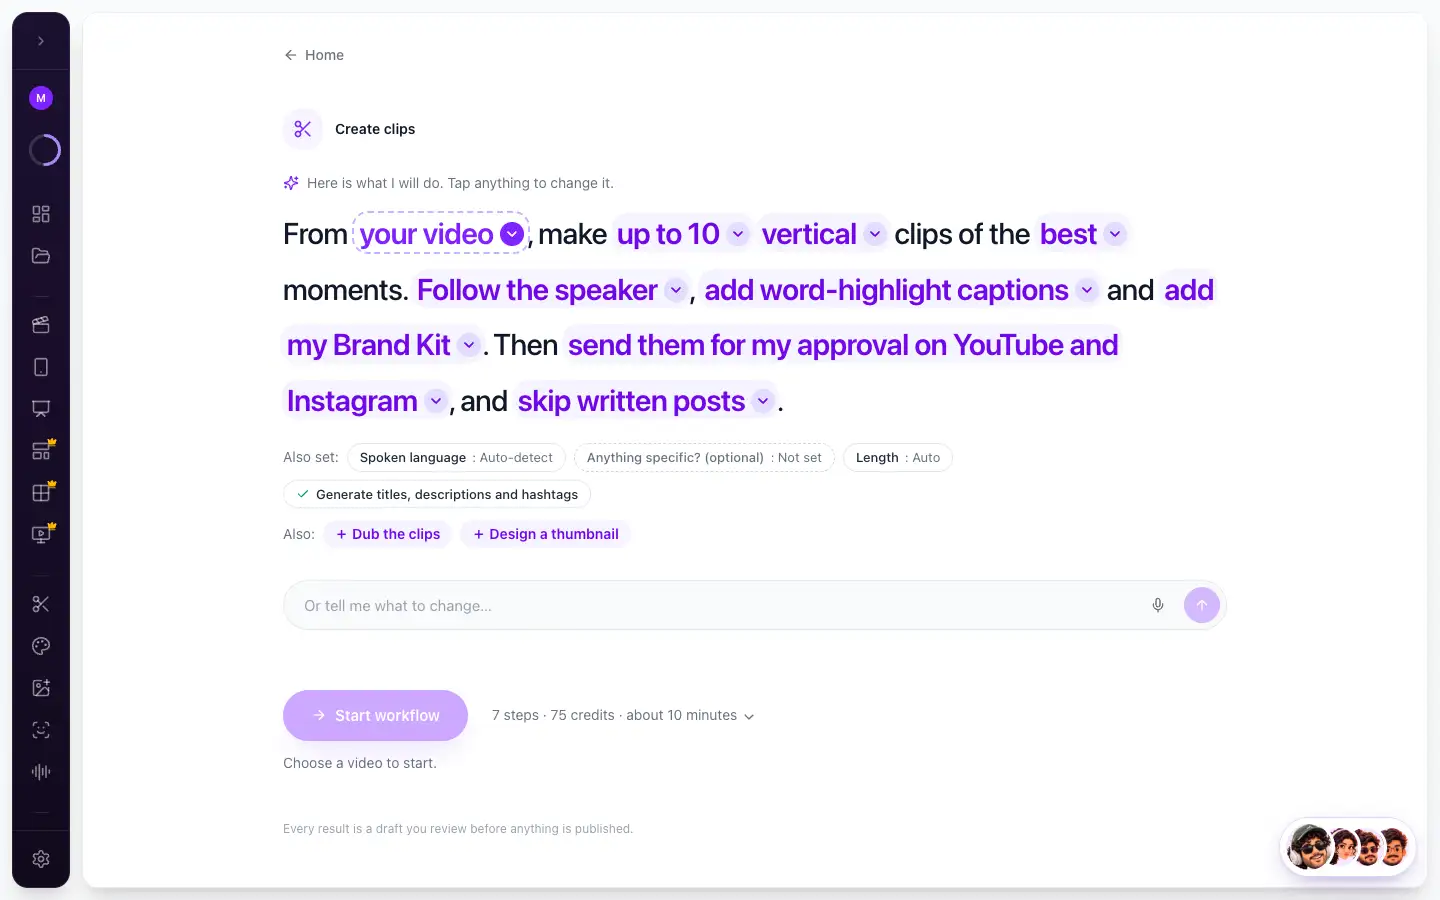 Home
M
Create clips
Here is what I will do. Tap anything to change it.
From your video, make up to 10 vertical clips of the best
moments. Follow the speaker, add word-highlight captions and add
my Brand Kit. Then send them for my approval on YouTube and
Instagram, and skip written posts.
Also set: Spoken language : Auto-detect Anything specific? (optional) : Not set Length : Auto
Generate titles, descriptions and hashtags
Also: + Dub the clips + Design a thumbnail
Or tell me what to change...
Start workflow 7 steps · 75 credits · about 10 minutes
Choose a video to start.
Every result is a draft you review before anything is published.